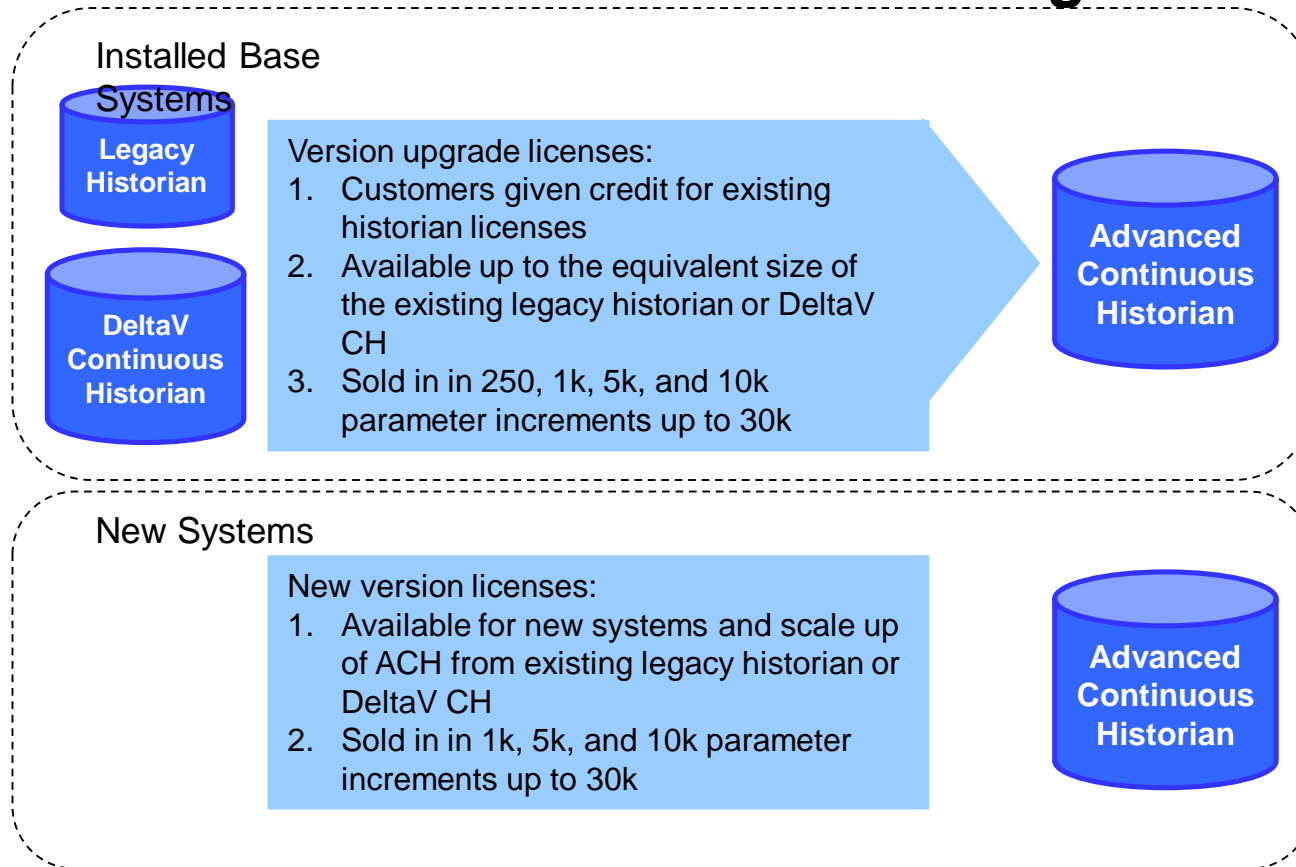 Installed Base
Systems
Legacy
Historian
DeltaV
Continuous
Historian
Version upgrade licenses:
1. Customers given credit for existing
historian licenses
2. Available up to the equivalent size of
the existing legacy historian or DeltaV
CH
3. Sold in in 250, 1k, 5k, and 10k
parameter increments up to 30k
Advanced
Continuous
Historian
New Systems
New version licenses:
1. Available for new systems and scale up
of ACH from existing legacy historian or
DeltaV CH
2. Sold in in 1k, 5k, and 10k parameter
increments up to 30k
Advanced
Continuous
Historian